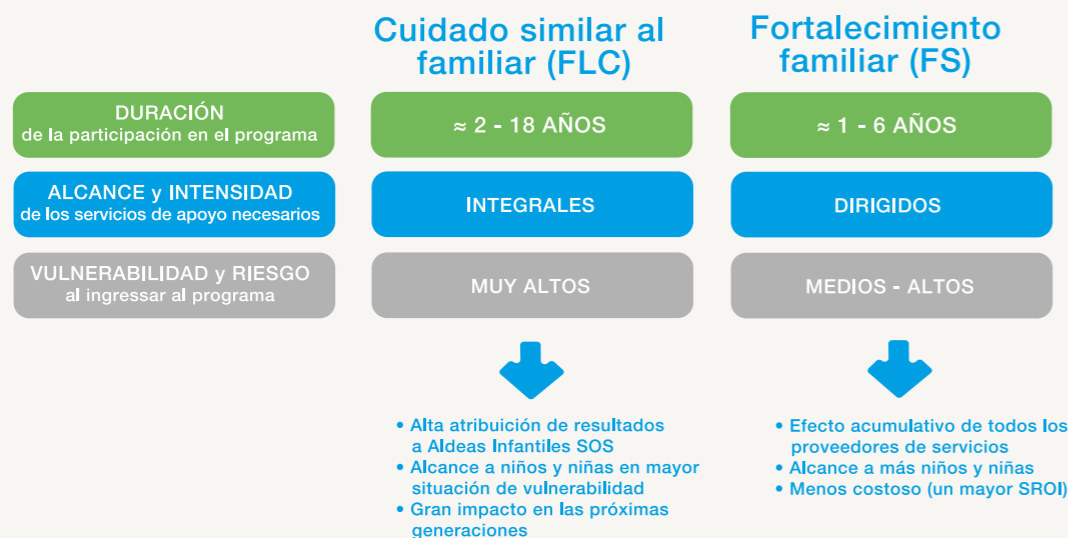 Cuidado similar al
familiar (FLC)
Fortalecimiento
familiar (FS)
DURACIÓN
de la participación en el programa
≈ 2 - 18 AÑOS
≈ 1 - 6 AÑOS
ALCANCE y INTENSIDAD
de los servicios de apoyo necesarios
INTEGRALES
DIRIGIDOS
VULNERABILIDAD y RIESGO
al ingressar al programa
MUY ALTOS
MEDIOS - ALTOS
• Alta atribuición de resultados
a Aldeas Infantiles SOS
• Alcance a niños y niñas en mayor
situación de vulnerabilidad
• Gran impacto en las próximas
generaciones
• Efecto acumulativo de todos los
proveedores de servicios
• Alcance a más niños y niñas
• Menos costoso (un mayor SROI)